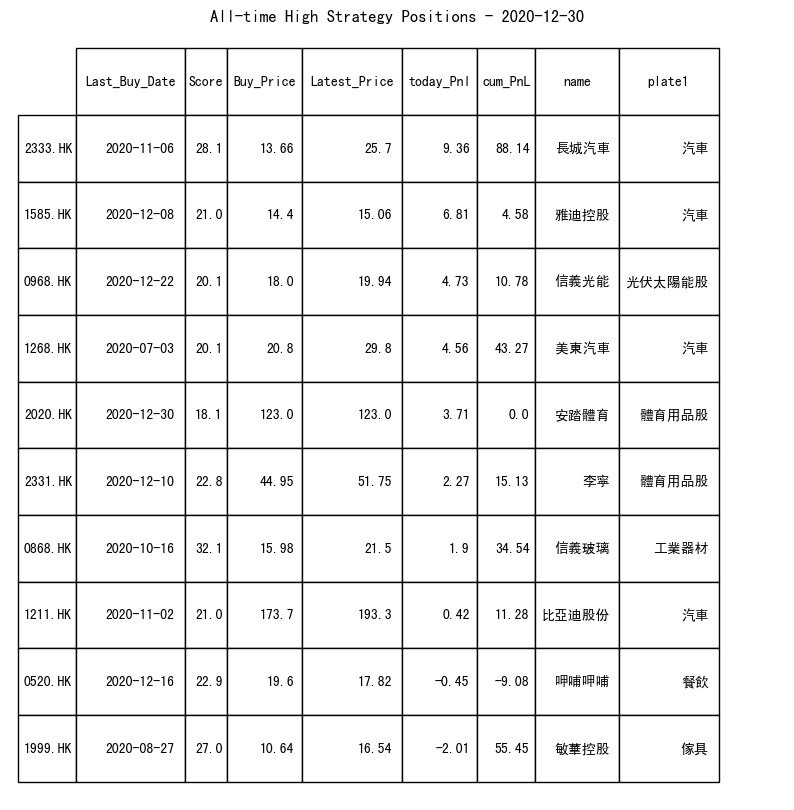 All-time High Strategy Positions - 2020-12-30
Last_Buy_Date Score Buy_Price Latest_Price today_Pnl cum_PnL name plate1
2333.HK 2020-11-06 28.1 13.66 25.7 9.36 88.14 長城汽車 汽車
1585.HK 2020-12-08 21.0 14.4 15.06 6.81 4.58 雅迪控股 汽車
0968.HK 2020-12-22 20.1 18.0 19.94 4.73 10.78 信義光能 光伏太陽能股
1268.HK 2020-07-03 20.1 20.8 29.8 4.56 43.27 美東汽車 汽車
2020.HK 2020-12-30 18.1 123.0 123.0 3.71 0.0 安踏體育 體育用品股
2331.HK 2020-12-10 22.8 44.95 51.75 2.27 15.13 李寧 體育用品股
0868.HK 2020-10-16 32.1 15.98 21.5 1.9 34.54 信義玻璃 工業器材
1211.HK 2020-11-02 21.0 173.7 193.3 0.42 11.28 比亞迪股份 汽車
0520.HK 2020-12-16 22.9 19.6 17.82 -0.45 -9.08 呷哺呷哺 餐飲
1999.HK 2020-08-27 27.0 10.64 16.54 -2.01 55.45 敏華控股 傢具